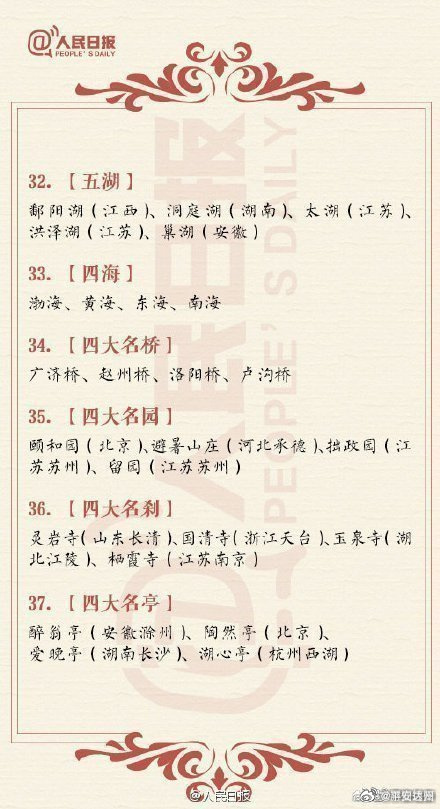 @人民日报
PEOPLE'S DAILY
32.【五湖】
鄱阳湖（江西）、洞庭湖（湖南）、太湖（江苏）、
洪泽湖（江苏）、巢湖（安徽）
33.【四海】
渤海、黄海、东海、南海
34.【四大名桥】
广济桥、赵州桥、洛阳桥、卢沟桥
35.【四大名园】
颐和园（北京）、避暑山庄（河北承德）、拙政园（江
苏苏州）、留园（江苏苏州）
36.【四大名刹】
灵岩寺（山东长清）、国清寺（浙江天台）、玉泉寺（湖
北江陵）、栖霞寺（江苏南京）
37.【四大名亭】
醉翁亭（安徽滁州）、陶然亭（北京）、
爱晚亭（湖南长沙）、湖心亭（杭州西湖）
@人民日报